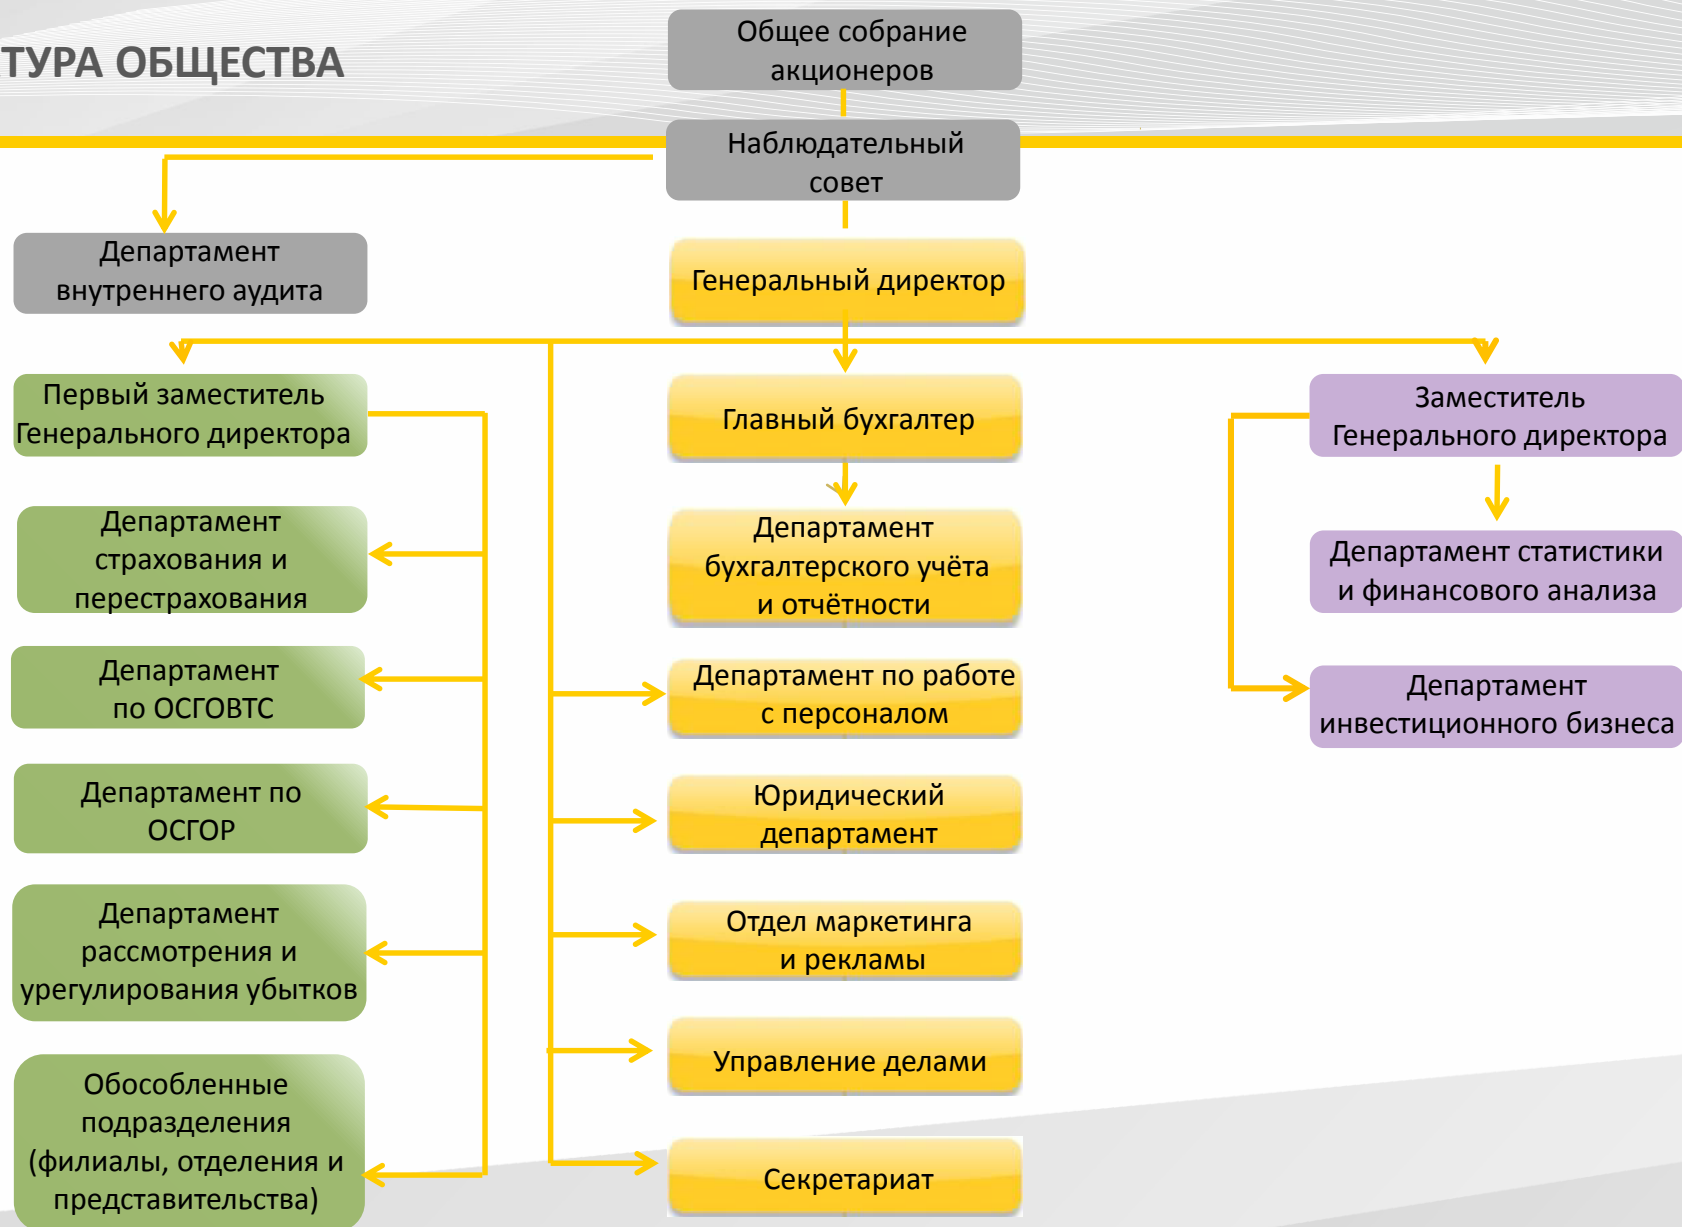 ТУРА ОБЩЕСТВА
Общее собрание
акционеров
Наблюдательный
совет
Департамент
внутреннего аудита
Генеральный директор
Первый заместитель
Генерального директора
Главный бухгалтер
Заместитель
Генерального директора
Департамент
страхования и
перестрахования
Департамент
бухгалтерского учёта
и отчётности
Департамент статистики
и финансового анализа
Департамент
по ОСГОВТС
Департамент по работе
с персоналом
Департамент
инвестиционного бизнеса
Департамент по
ОСГОР
Юридический
департамент
Департамент
рассмотрения и
урегулирования убытков
Отдел маркетинга
и рекламы
Управление делами
Обособленные
подразделения
(филиалы, отделения и
представительства)
Секретариат